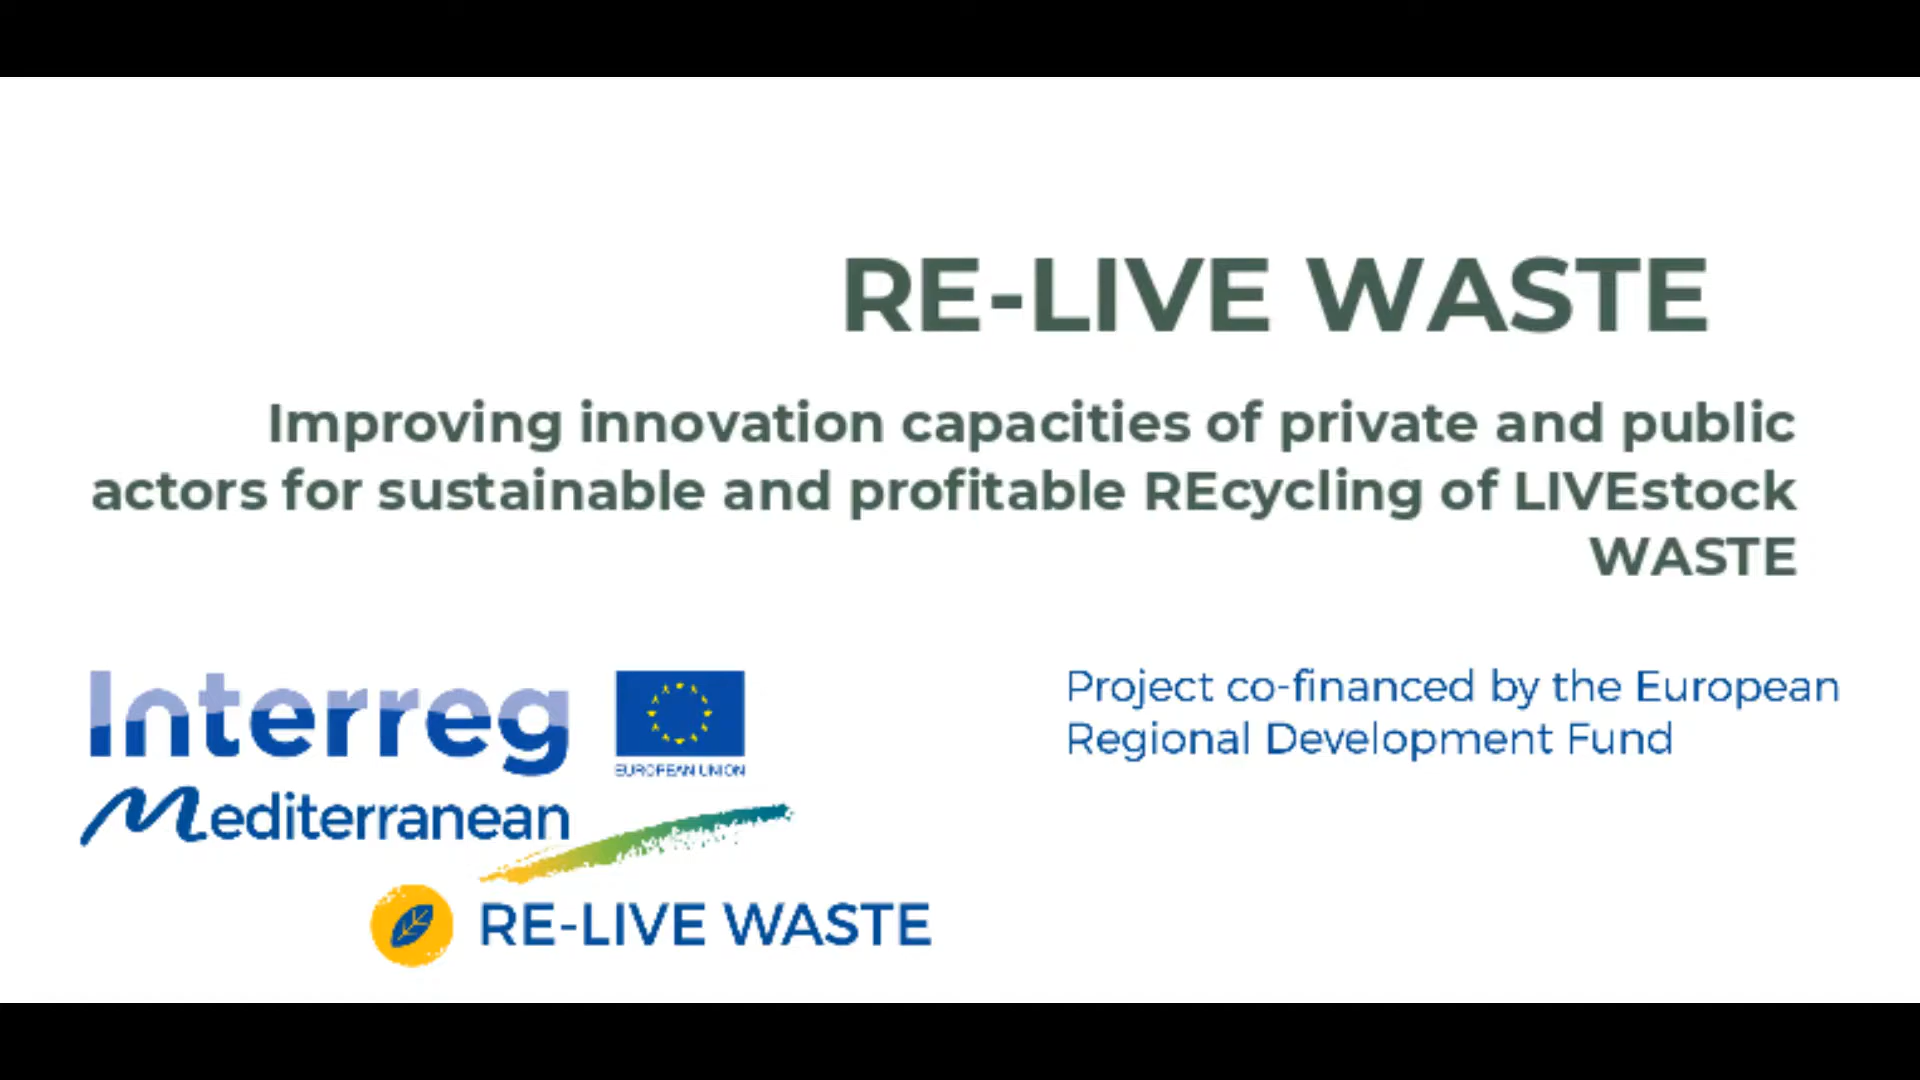 RE-LIVE WASTE
Improving innovation capacities of private and public
actors for sustainable and profitable REcycling of LIVEstock
WASTE
Interreg
EUROPEAN UNION
Mediterranean
Project co-financed by the European
Regional Development Fund
RE-LIVE WASTE